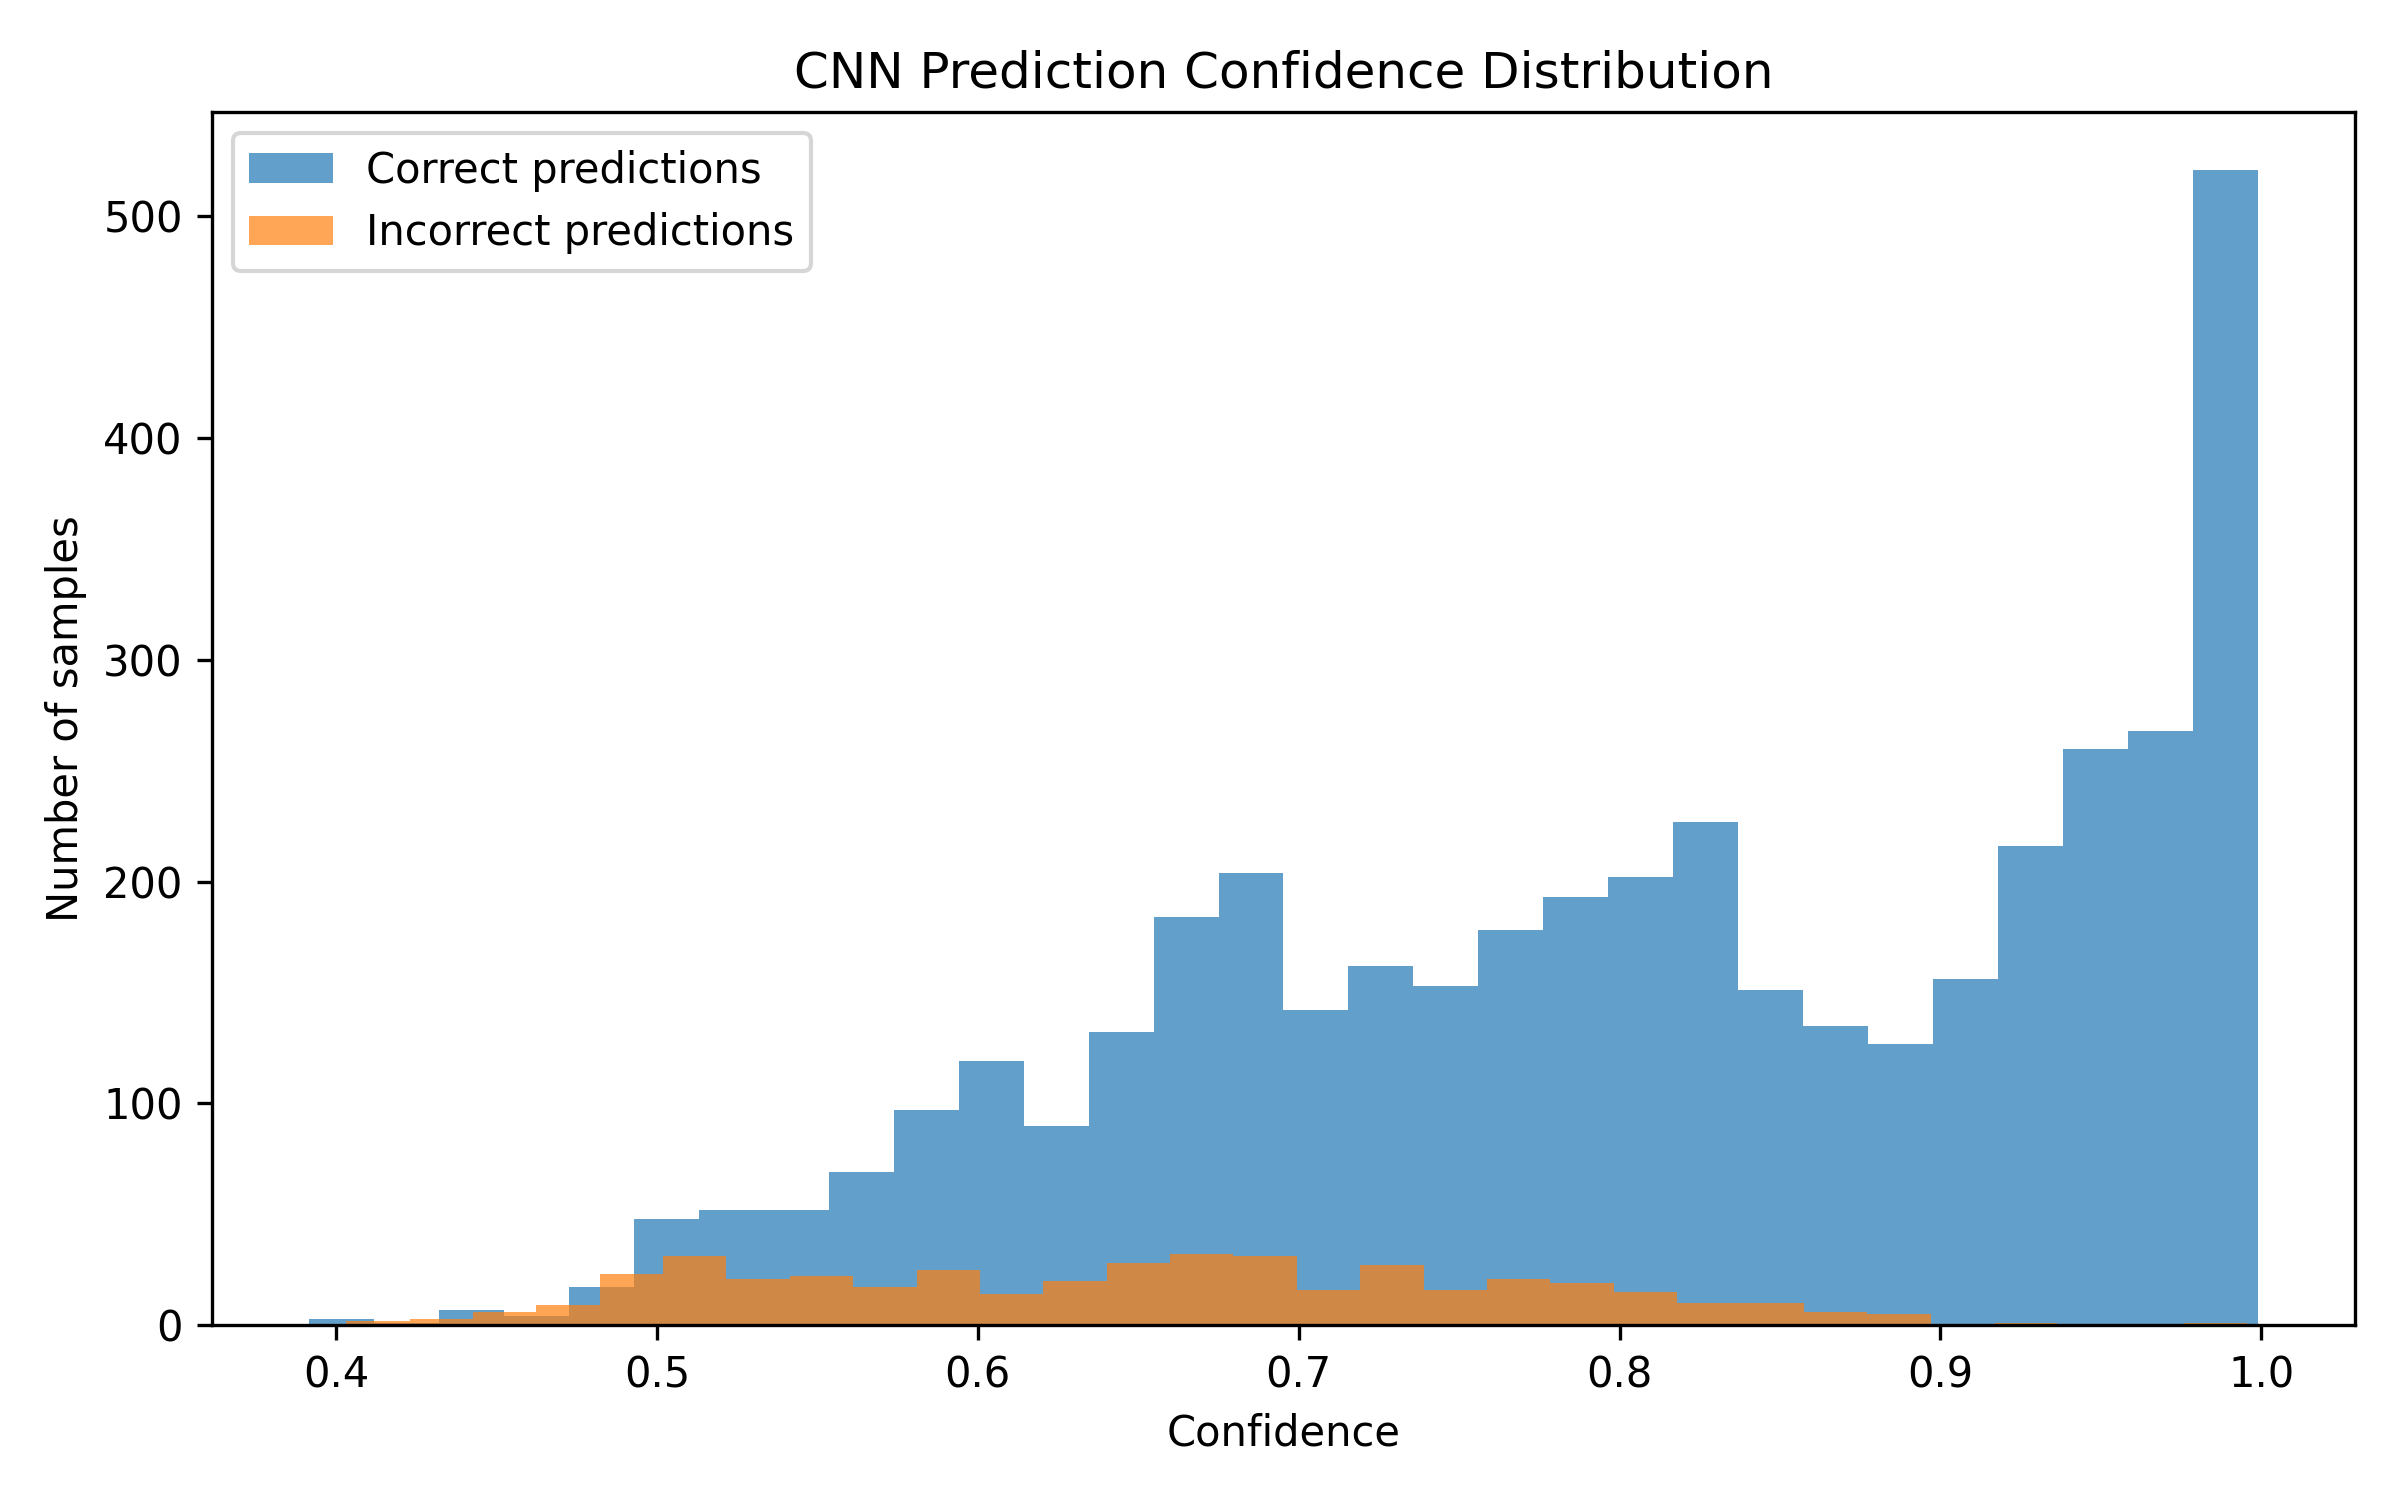 CNN Prediction Confidence Distribution
Correct predictions
Incorrect predictions
500
400
300
200
100
0
Number of samples
0.4 0.5 0.6 0.7 0.8 0.9 1.0
Confidence